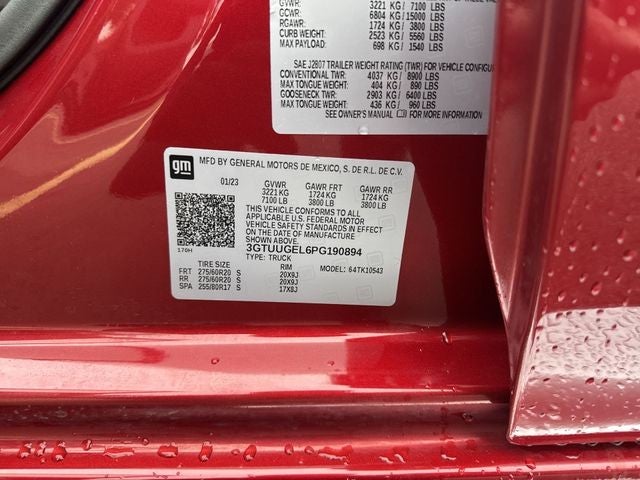 GVWR: 3221 KG/ 7100 LBS
GCWR: 6804 KG/ 15000 LBS
RGAWR: 1724 KG/ 3800 LBS
CURB WEIGHT: 2523 KG/ 5560 LBS
MAX PAYLOAD: 698 KG/ 1540 LBS
SAE J2807 TRAILER WEIGHT RATING (TWR) FOR VEHICLE CONFIGUR
CONVENTIONAL TWR: 4037 KG/ 8900 LBS
MAX TONGUE WEIGHT: 404 KG/ 890 LBS
GOOSENECK TWR: 2903 KG/ 6400 LBS
MAX TONGUE WEIGHT: 436 KG/ 960 LBS
SEE OWNER'S MANUAL FOR MORE INFORMATION
gm MFD BY GENERAL MOTORS DE MEXICO, S. DE R.L. DE C.V.
01/23 GVWR GAWR FRT GAWR RR
3221 KG 1724 KG 1724 KG
7100 LB 3800 LB 3800 LB
THIS VEHICLE CONFORMS TO ALL
APPLICABLE U.S. FEDERAL MOTOR
VEHICLE SAFETY STANDARDS IN EFFECT
ON THE DATE OF MANUFACTURE
170H 3GTUUGEL6PG190894
TYPE: TRUCK MODEL: 64TK10543
TIRE SIZE RIM
FRT 275/60R20 S 20X9J
RR 275/60R20 S 20X9J
SPA 255/80R17 S 17X8J